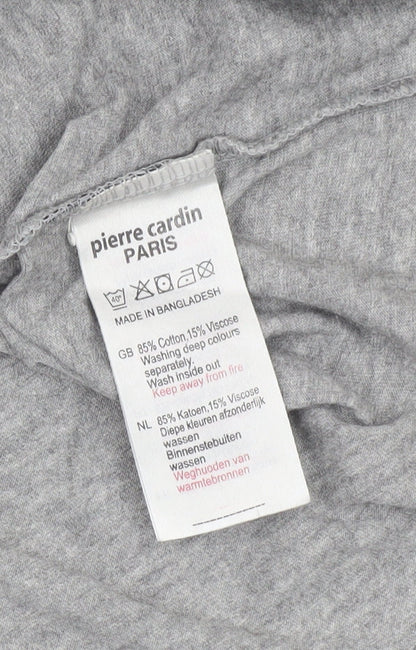 pierre cardin
PARIS
40°
MADE IN BANGLADESH
GB 85% Cotton,15% Viscose
Washing deep colours
separately.
Wash inside out
Keep away from fire
NL 85% Katoen,15% Viscose
Diepe kleuren afzonderlijk
wassen
Binnenstebuiten
wassen
Weghuoden van
warmtebronnen